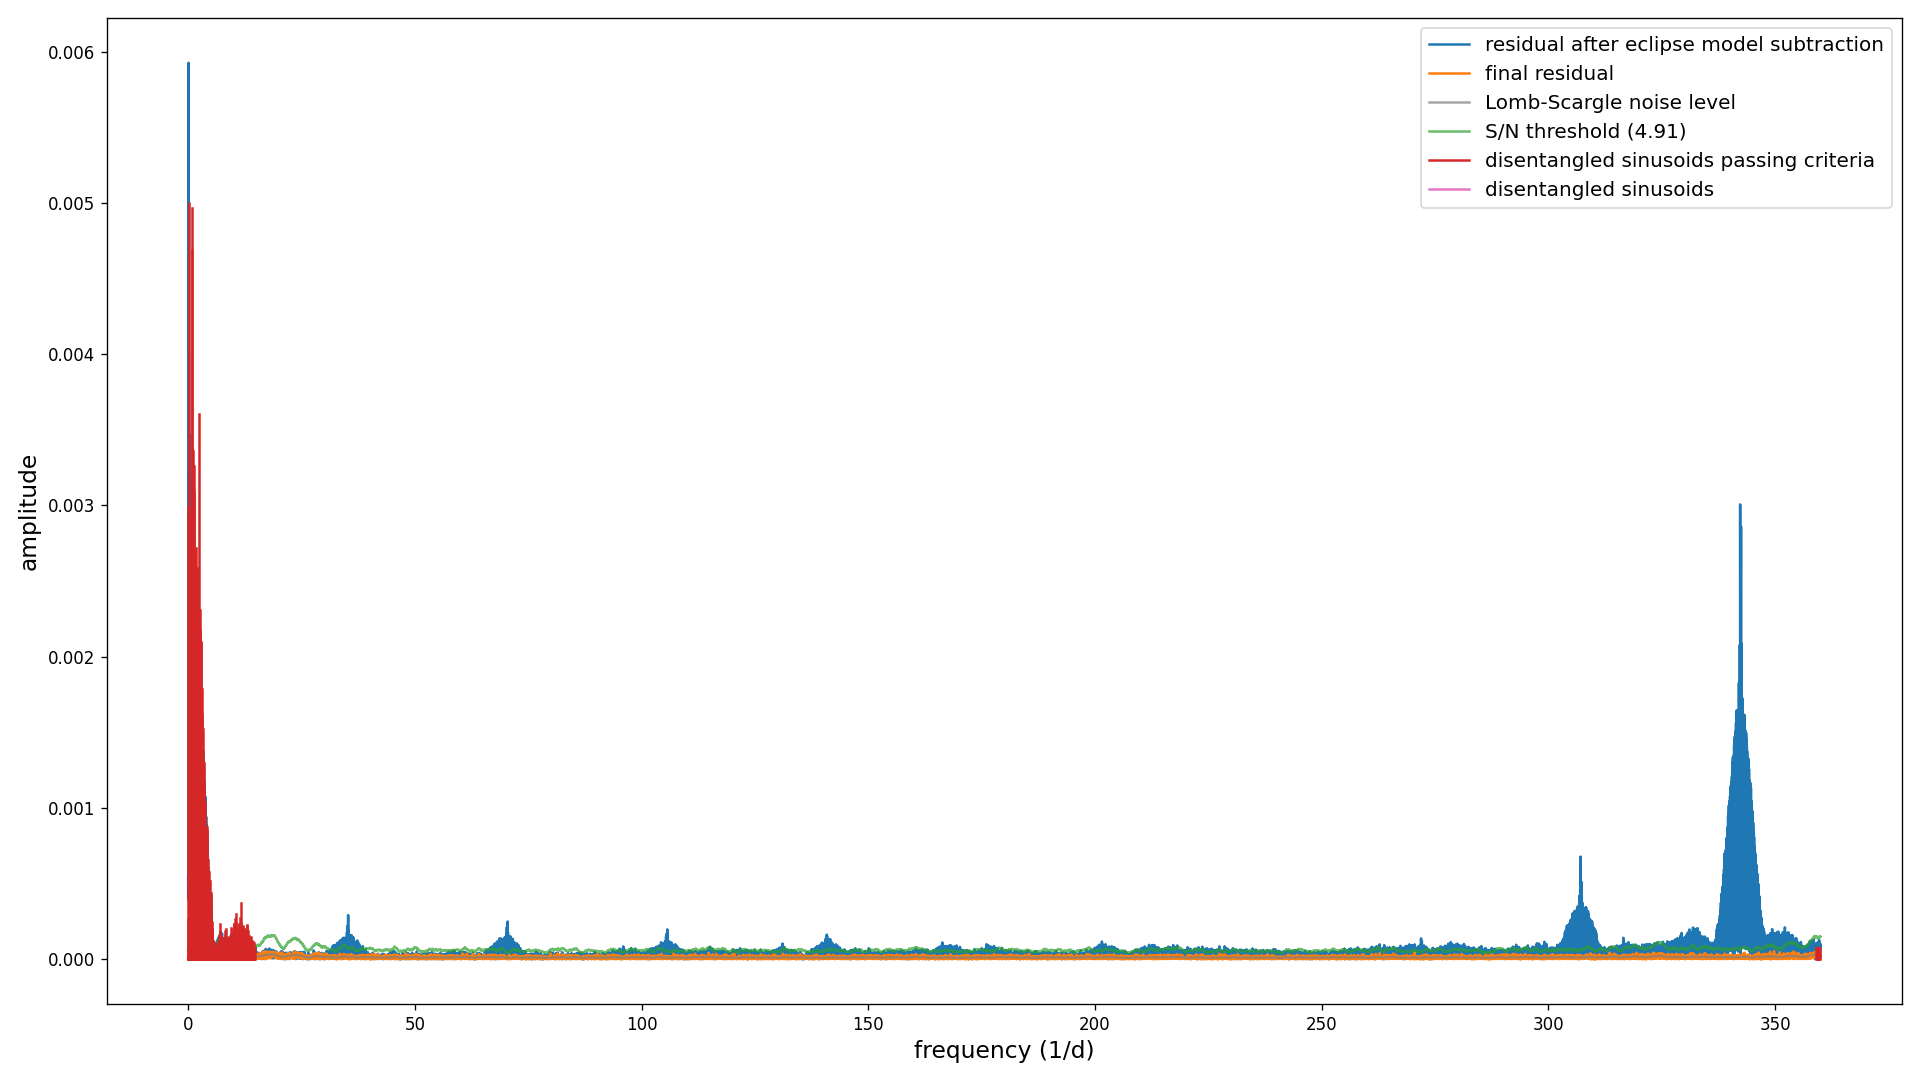 residual after eclipse model subtraction
final residual
Lomb-Scargle noise level
S/N threshold (4.91)
disentangled sinusoids passing criteria
disentangled sinusoids
amplitude
0.006
0.005
0.004
0.003
0.002
0.001
0.000
0 50 100 150 200 250 300 350
frequency (1/d)